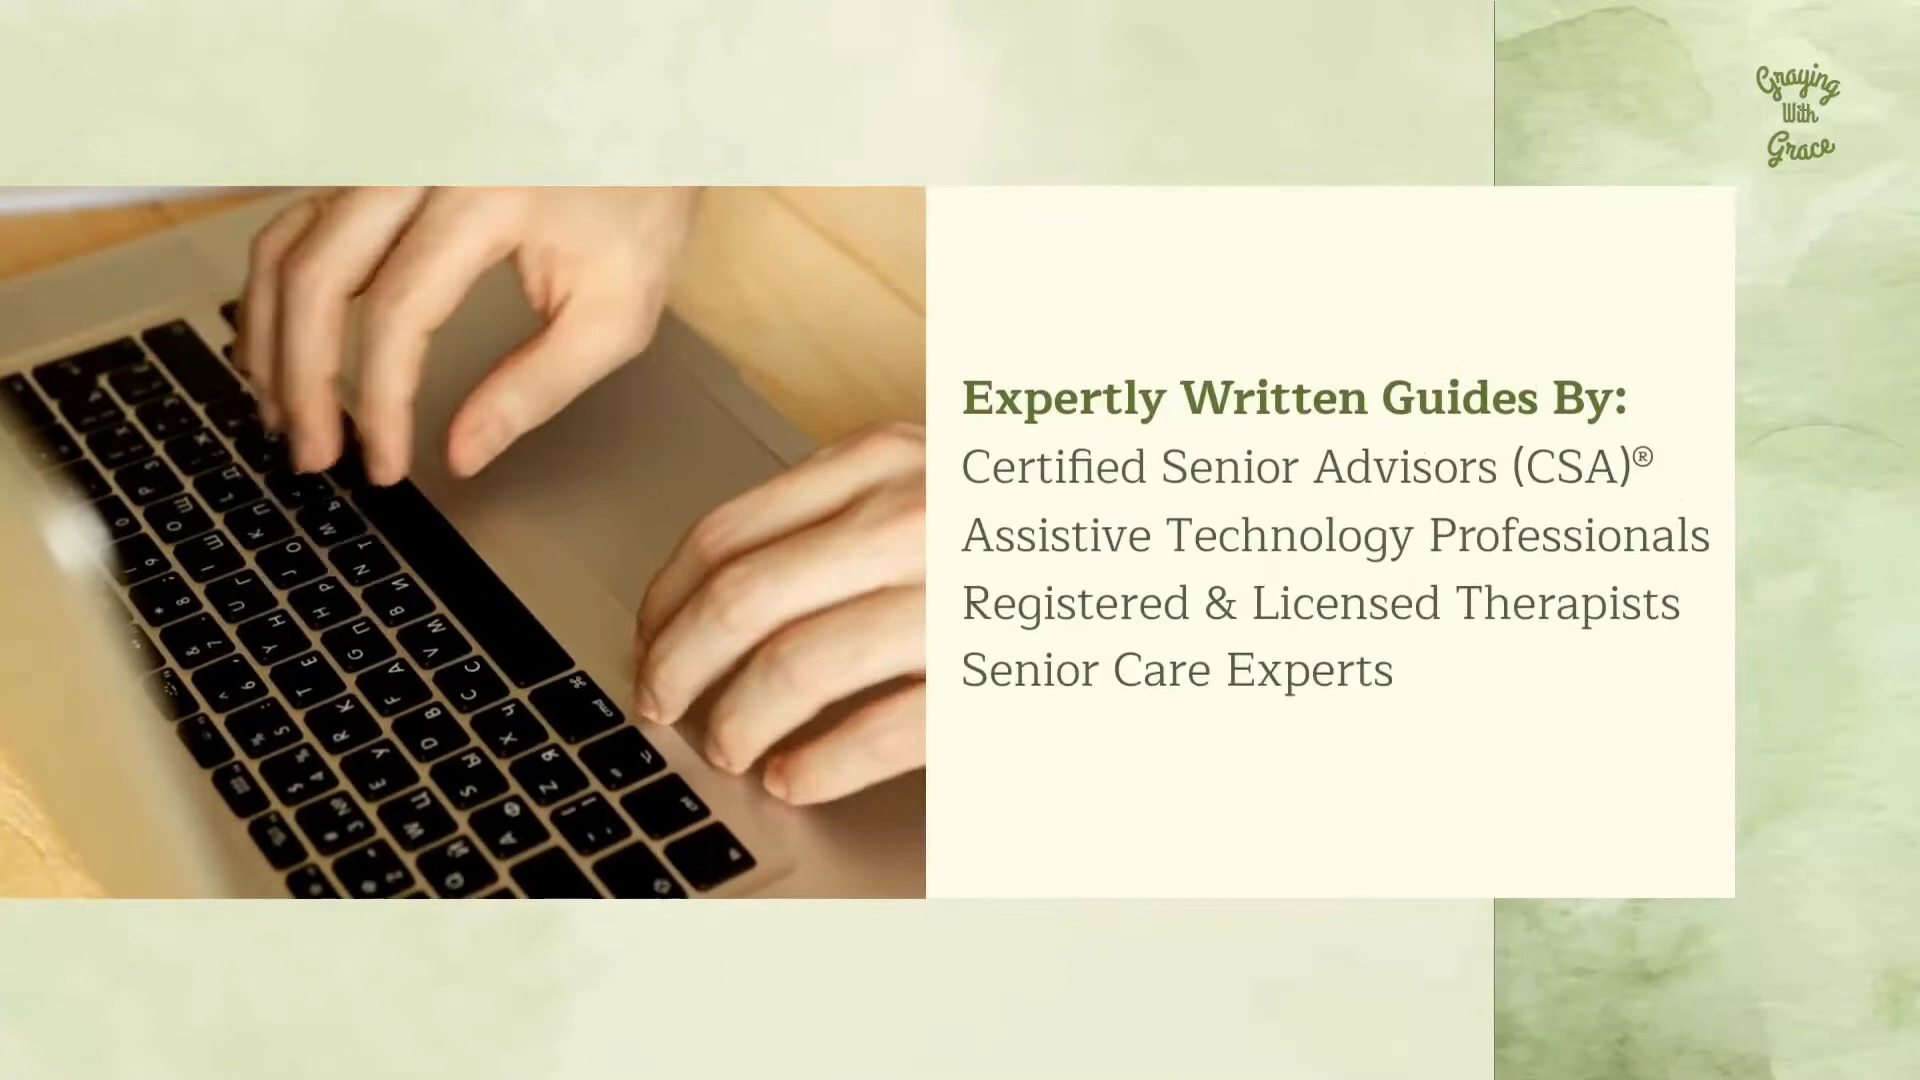 Graying
With
Grace
Expertly Written Guides By:
Certified Senior Advisors (CSA)®
Assistive Technology Professionals
Registered & Licensed Therapists
Senior Care Experts
cmd